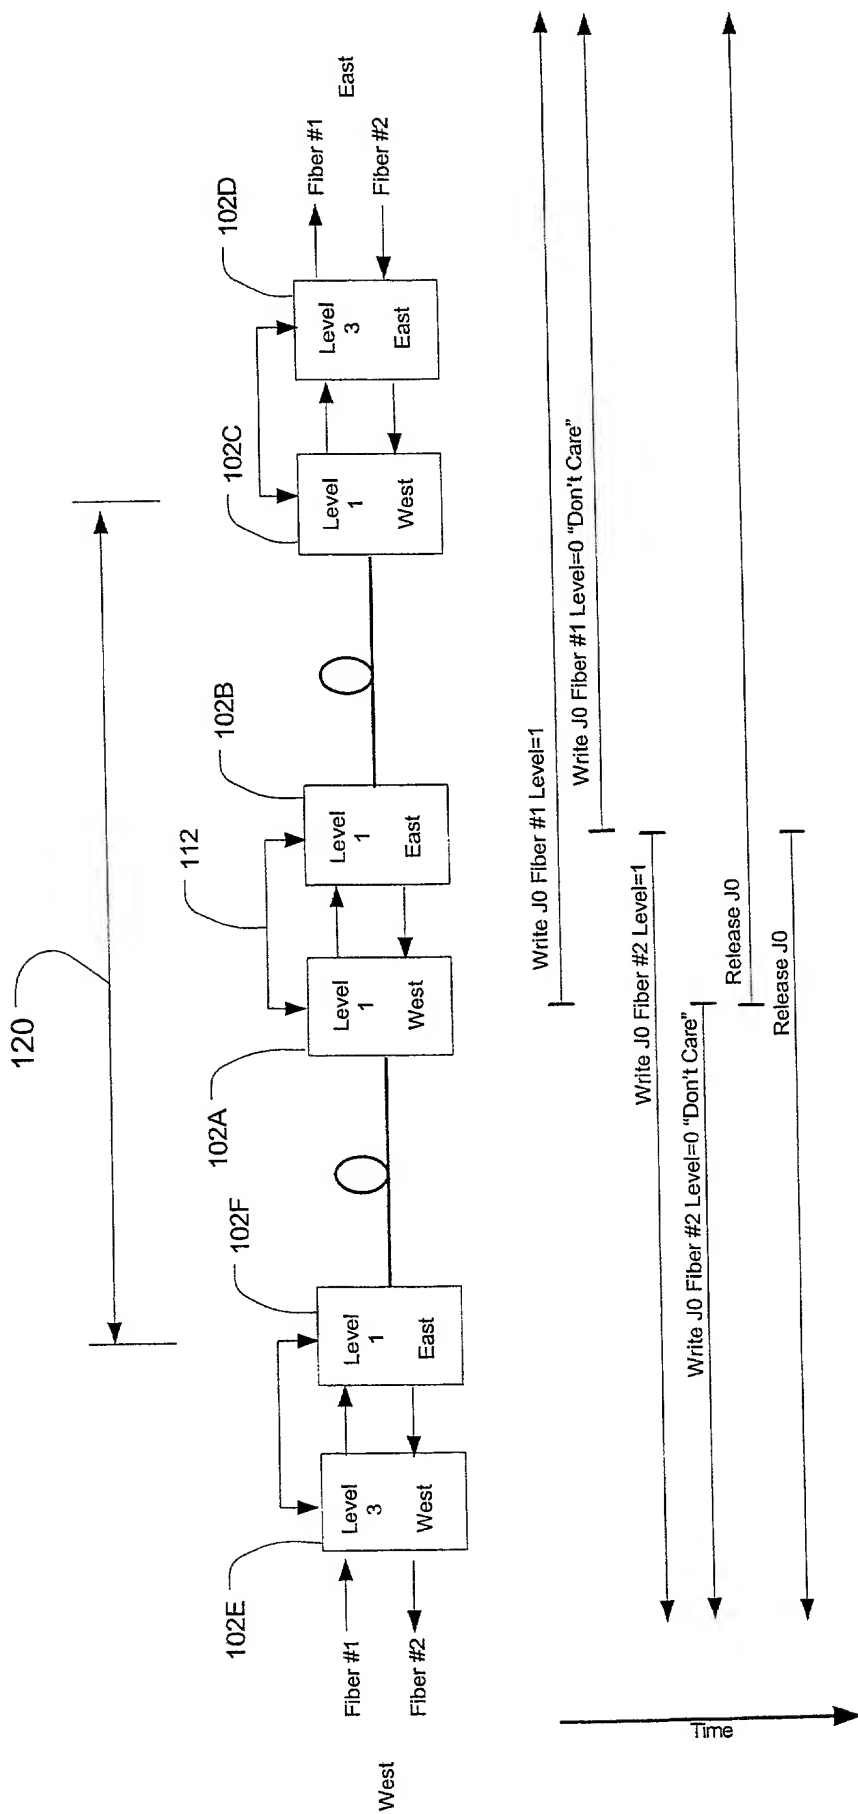 120
112
102E
102F
102A
102B
102C
102D
West
Fiber #1
Fiber #2
Level
3
West
Level
1
East
Level
1
West
Level
1
East
Level
1
West
Level
3
East
Fiber #1
Fiber #2
East
Write J0 Fiber #1 Level=1
Write J0 Fiber #1 Level=0 “Don't Care”
Write J0 Fiber #2 Level=1
Write J0 Fiber #2 Level=0 “Don't Care”
Release J0
Release J0
Time